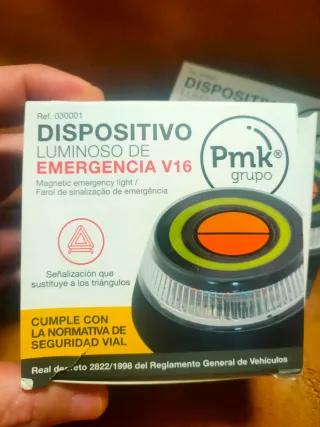 Ref. 030001
DISPOSITIVO
LUMINOSO DE
EMERGENCIA V16
Magnetic emergency light /
Farol de sinalização de emergência
Pmk®
grupo
Señalización que
sustituye a los triángulos
CUMPLE CON
LA NORMATIVA DE
SEGURIDAD VIAL
Real decreto 2822/1998 del Reglamento General de Vehículos
DISPOSITIVO